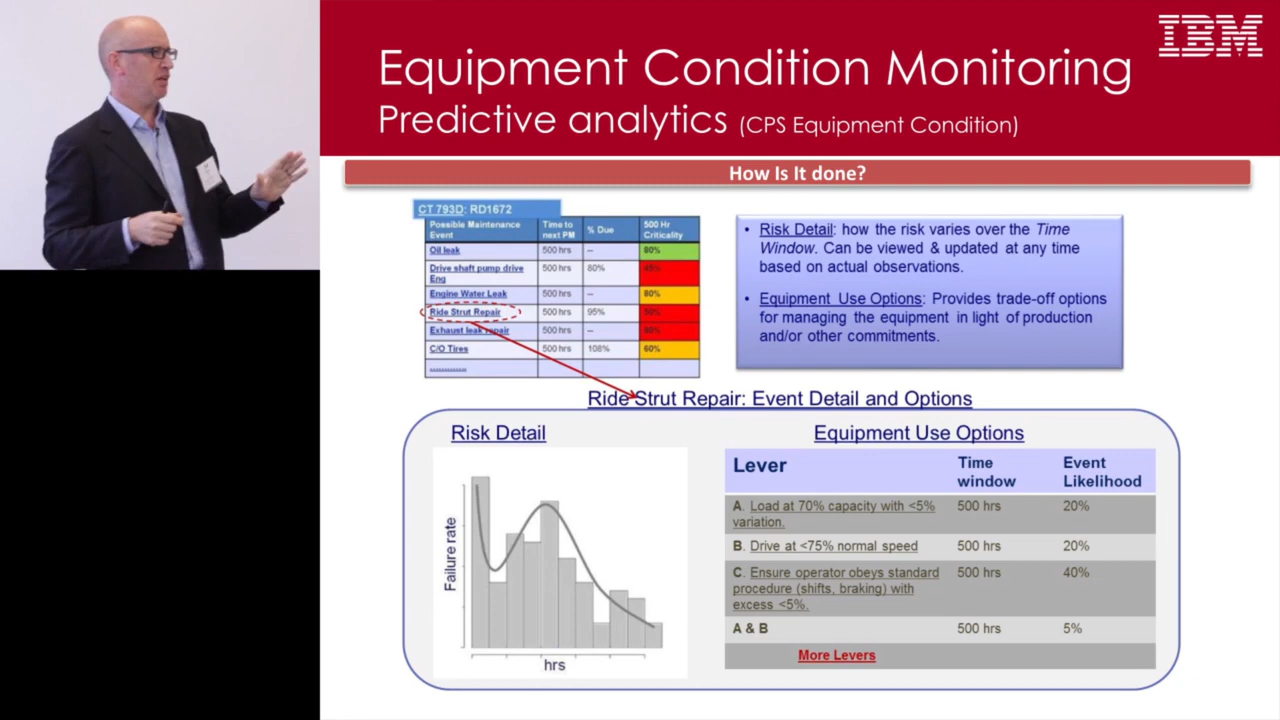 IBM
Equipment Condition Monitoring
Predictive analytics (CPS Equipment Condition)
How Is It done?
CT 793D: RD1672
Possible Maintenance Event Time to next PM % Due 500 Hr Criticality
Oil leak 500 hrs -- 80%
Drive shaft pump drive Eng 500 hrs 80%
Engine Water Leak 500 hrs -- 80%
Ride Strut Repair 500 hrs 95%
Exhaust leak repair 500 hrs --
C/O Tires 500 hrs 108% 60%
• Risk Detail: how the risk varies over the Time
Window. Can be viewed & updated at any time
based on actual observations.
• Equipment Use Options: Provides trade-off options
for managing the equipment in light of production
and/or other commitments.
Ride Strut Repair: Event Detail and Options
Risk Detail
Failure rate
hrs
Equipment Use Options
Lever Time window Event Likelihood
A. Load at 70% capacity with <5% 500 hrs 20%
variation.
B. Drive at <75% normal speed 500 hrs 20%
C. Ensure operator obeys standard 500 hrs 40%
procedure (shifts, braking) with
excess <5%.
A & B 500 hrs 5%
More Levers